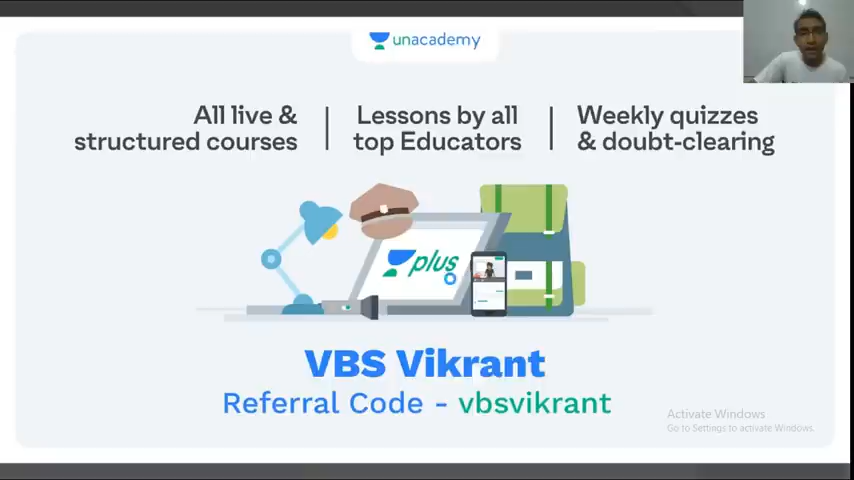 unacademy
All live &
structured courses
Lessons by all
top Educators
Weekly quizzes
& doubt-clearing
plus
VBS Vikrant
Referral Code - vbsvikrant
Activate Windows
Go to Settings to activate Windows.